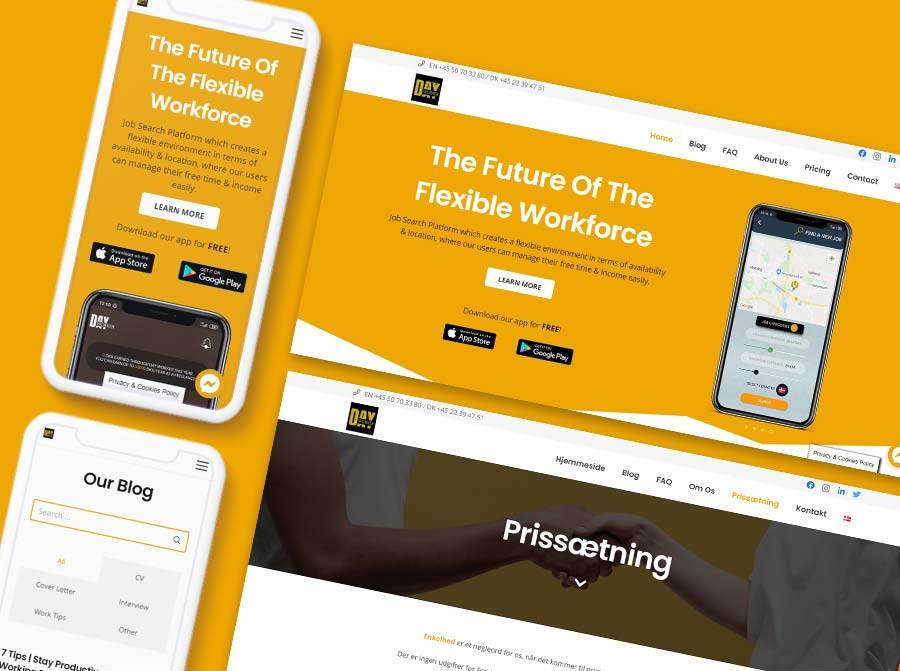 The Future Of
The Flexible
Workforce
Job Search Platform which creates a
flexible environment in terms of
availability & location, where our users
can manage their free time & income
easily.
LEARN MORE
Download our app for FREE!
Download on the
App Store
GET IT ON
Google Play
12:10
DAY
Privacy & Cookies Policy
EN +45 50 70 33 80 / DK +45 22 39 47 51
DAY
Home
Blog
FAQ
About Us
Pricing
Contact
The Future Of The
Flexible Workforce
Job Search Platform which creates a flexible environment in terms of availability
& location, where our users can manage their free time & income easily.
LEARN MORE
Download our app for FREE!
Download on the
App Store
GET IT ON
Google Play
FIND A NEW JOB
Google
JOB CATEGORIES
SELECT COUNTRY
SEARCH
Privacy & Cookies Policy
Our Blog
Search ...
All
CV
Cover Letter
Interview
Work Tips
Other
7 Tips | Stay Productiv
EN +45 50 70 33 80 / DK +45 22 39 47 51
DAY
Hjemmeside
Blog
FAQ
Om Os
Prissætning
Kontakt
Prissætning
Enkelhed er et nøgleord for os, når det kommer til
Der er ingen udgifter for